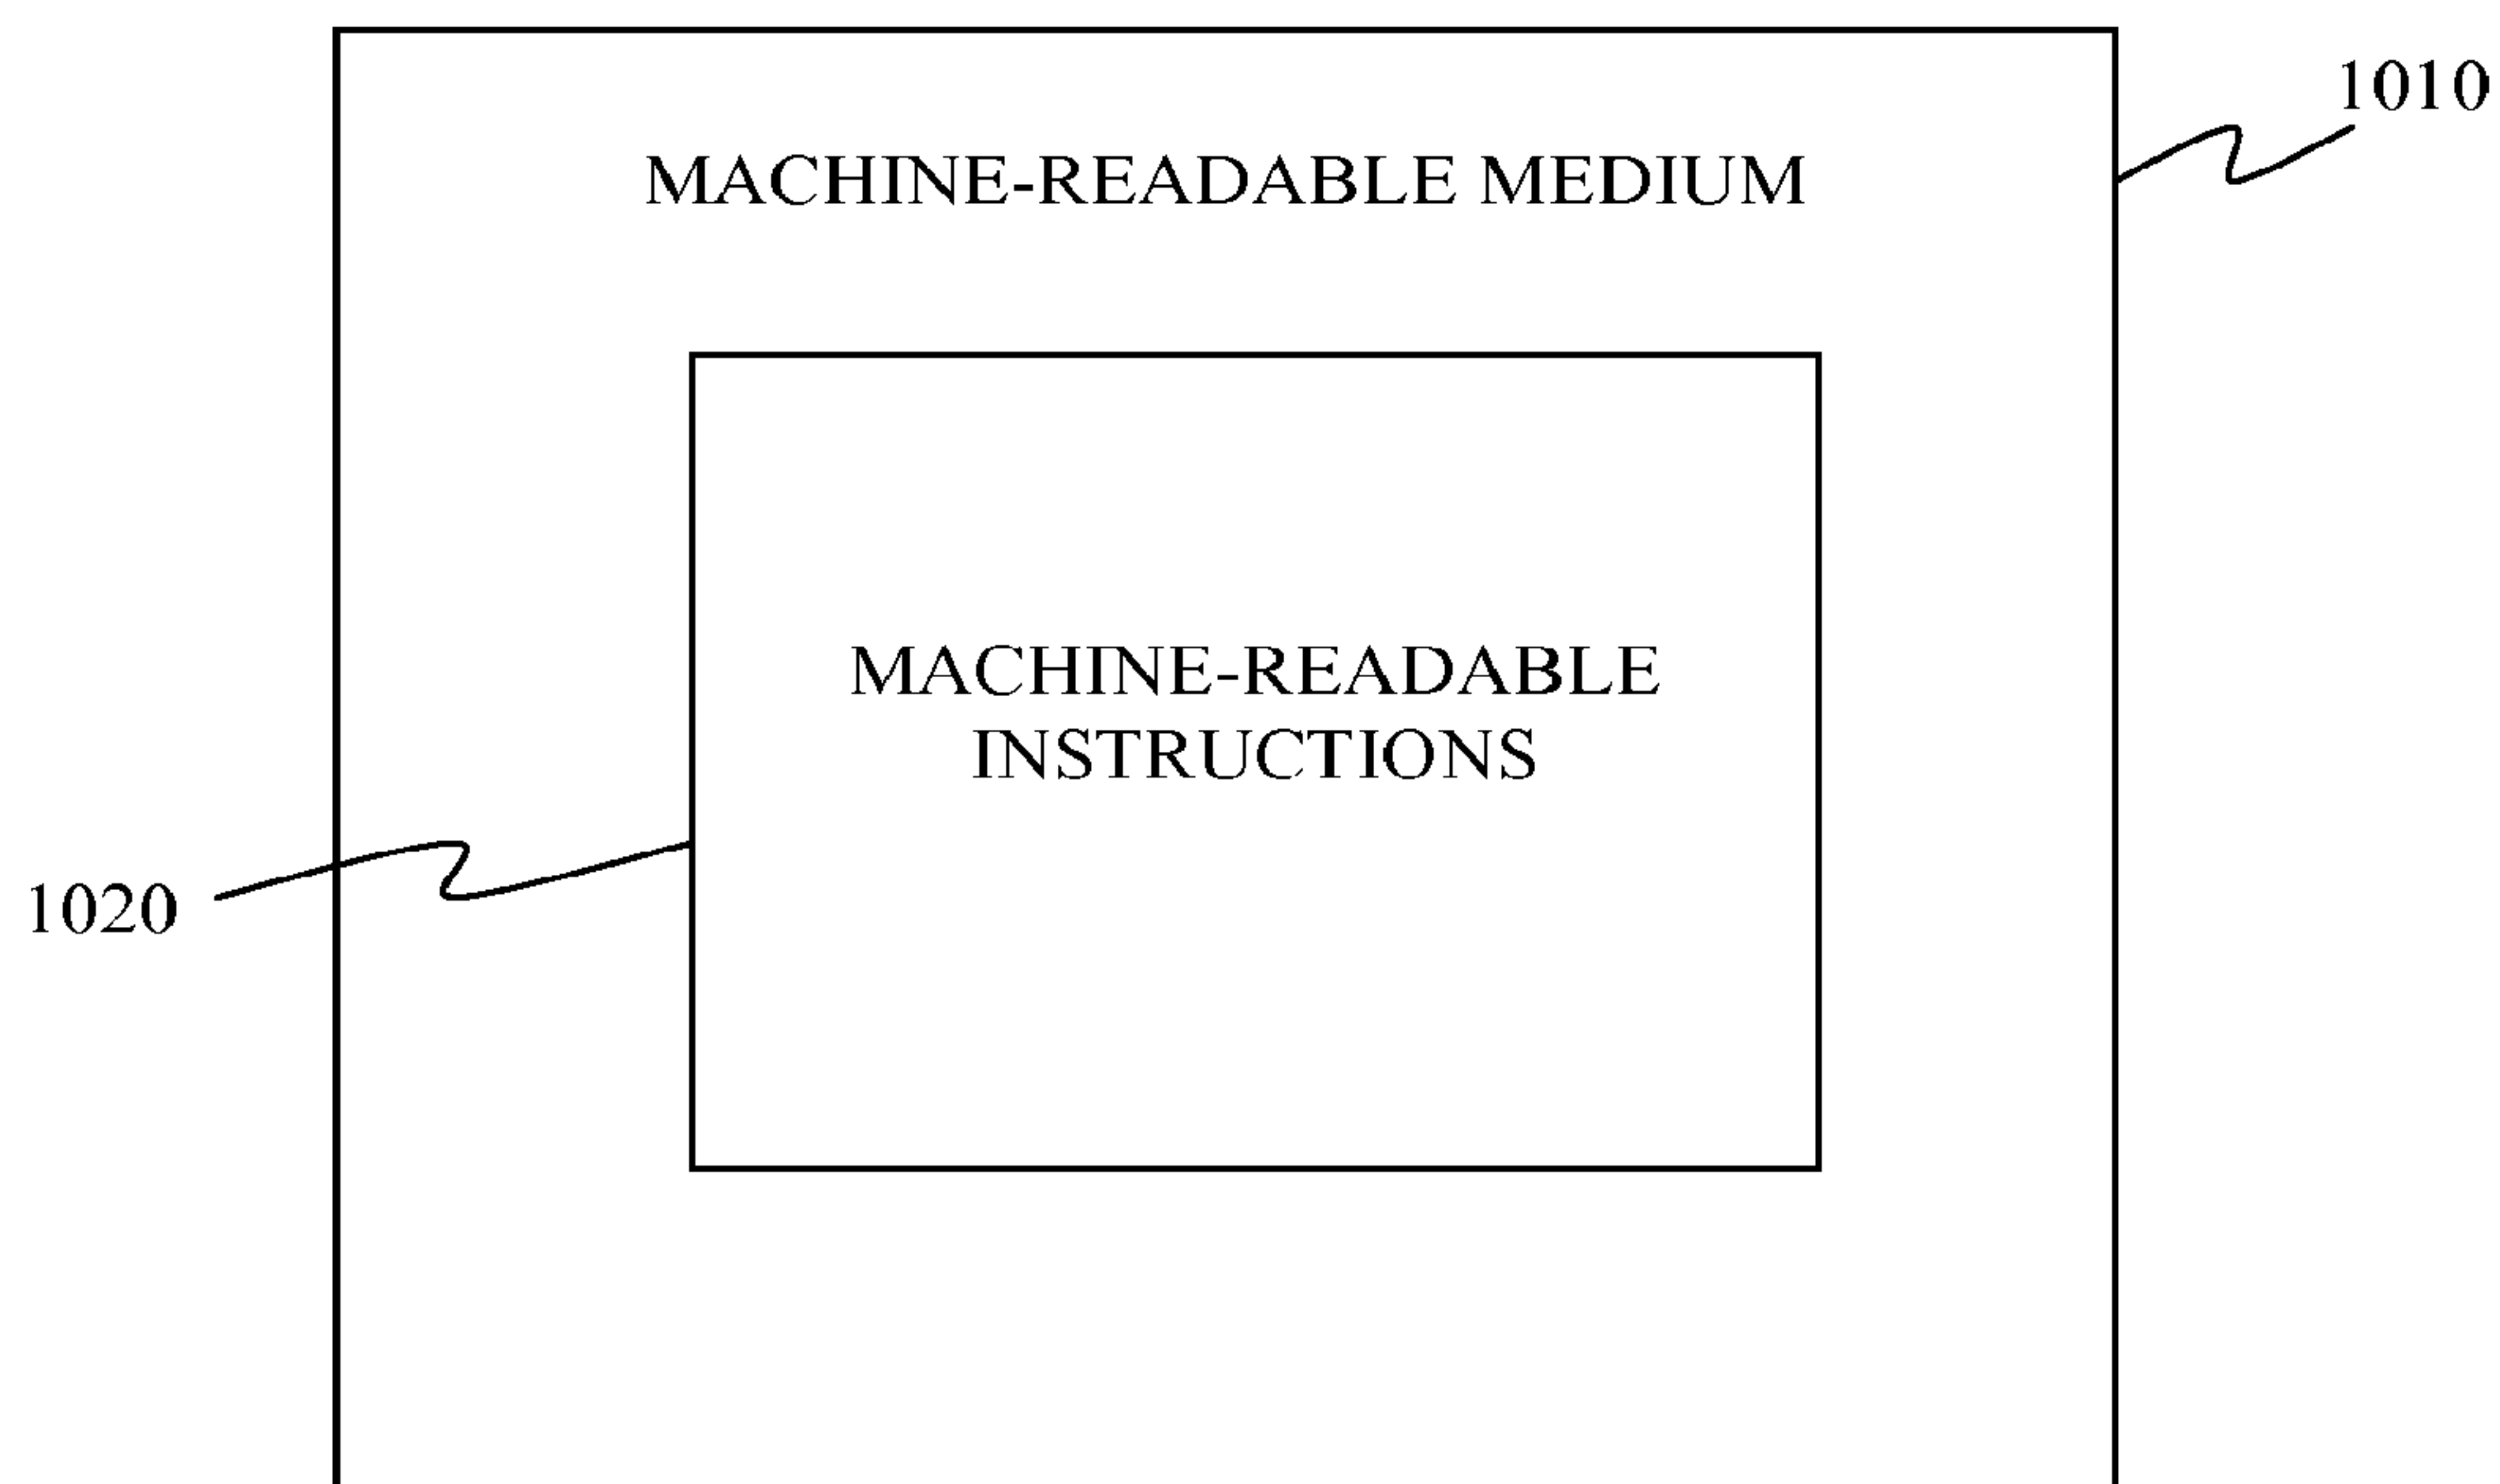 1010
MACHINE-READABLE MEDIUM
MACHINE-READABLE
INSTRUCTIONS
1020